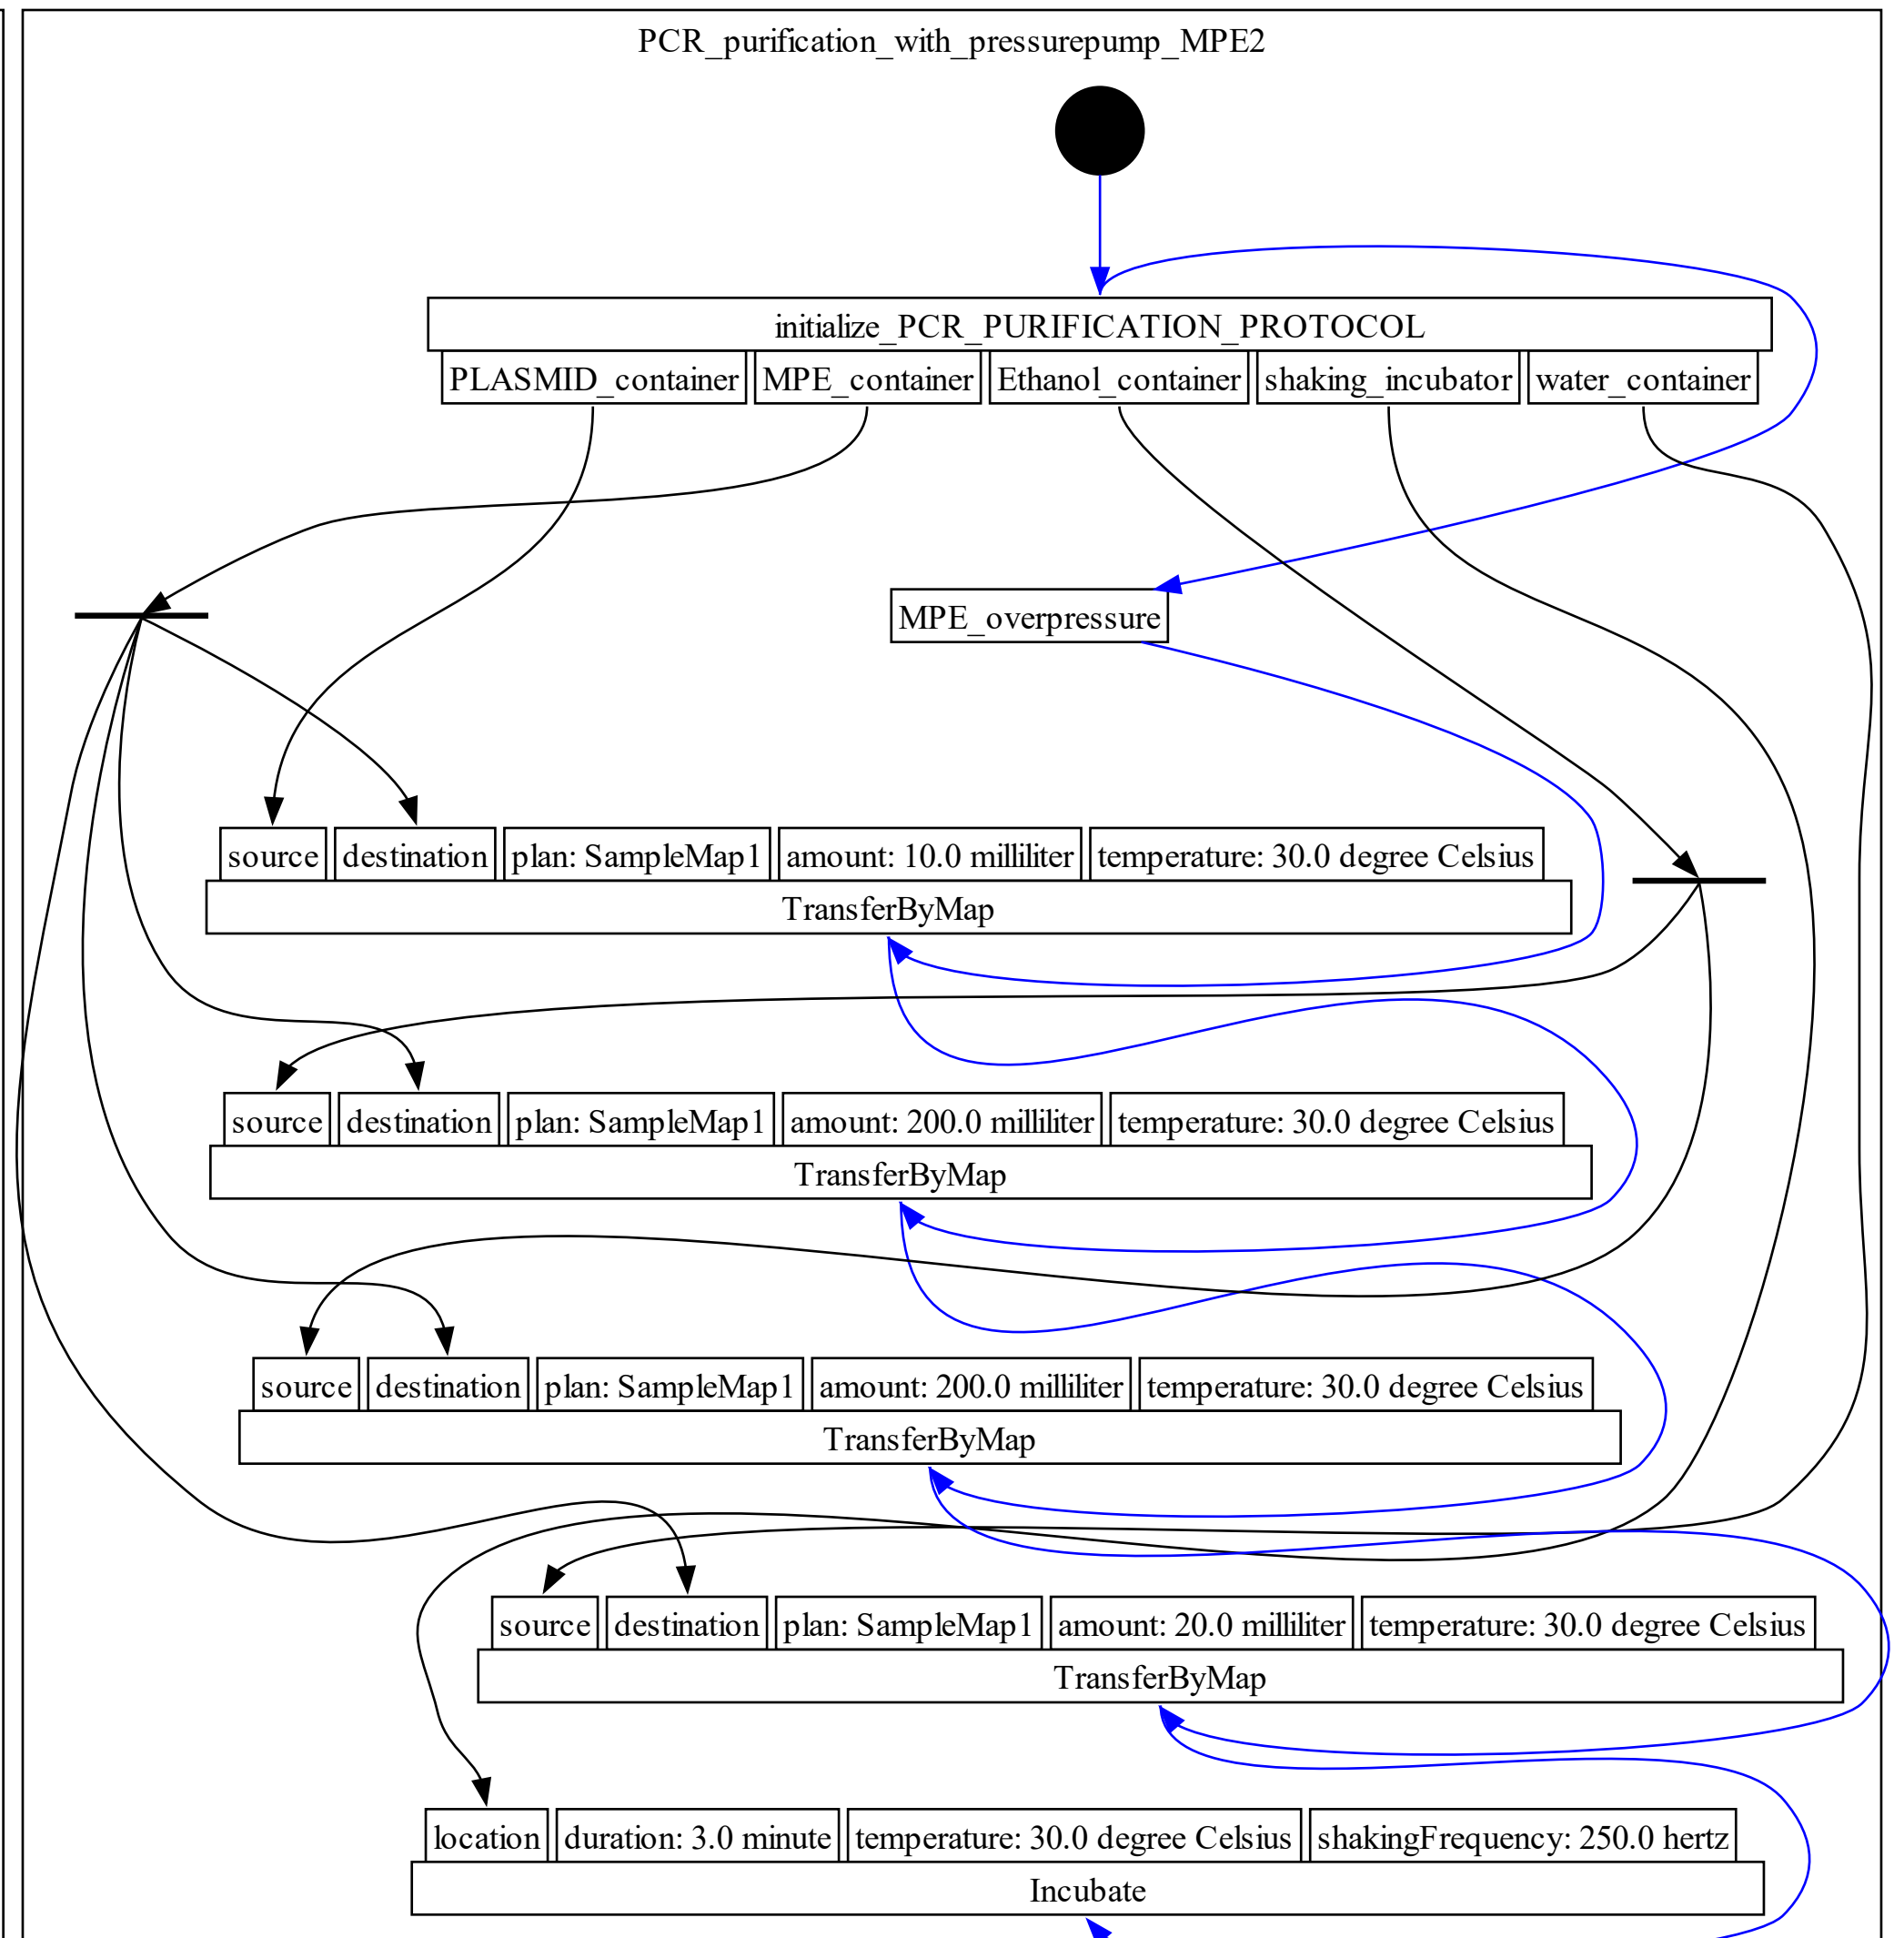 PCR_purification_with_pressurepump_MPE2
initialize_PCR_PURIFICATION_PROTOCOL
PLASMID_container MPE_container Ethanol_container shaking_incubator water_container
MPE_overpressure
source destination plan: SampleMap1 amount: 10.0 milliliter temperature: 30.0 degree Celsius
TransferByMap
source destination plan: SampleMap1 amount: 200.0 milliliter temperature: 30.0 degree Celsius
TransferByMap
source destination plan: SampleMap1 amount: 200.0 milliliter temperature: 30.0 degree Celsius
TransferByMap
source destination plan: SampleMap1 amount: 20.0 milliliter temperature: 30.0 degree Celsius
TransferByMap
location duration: 3.0 minute temperature: 30.0 degree Celsius shakingFrequency: 250.0 hertz
Incubate